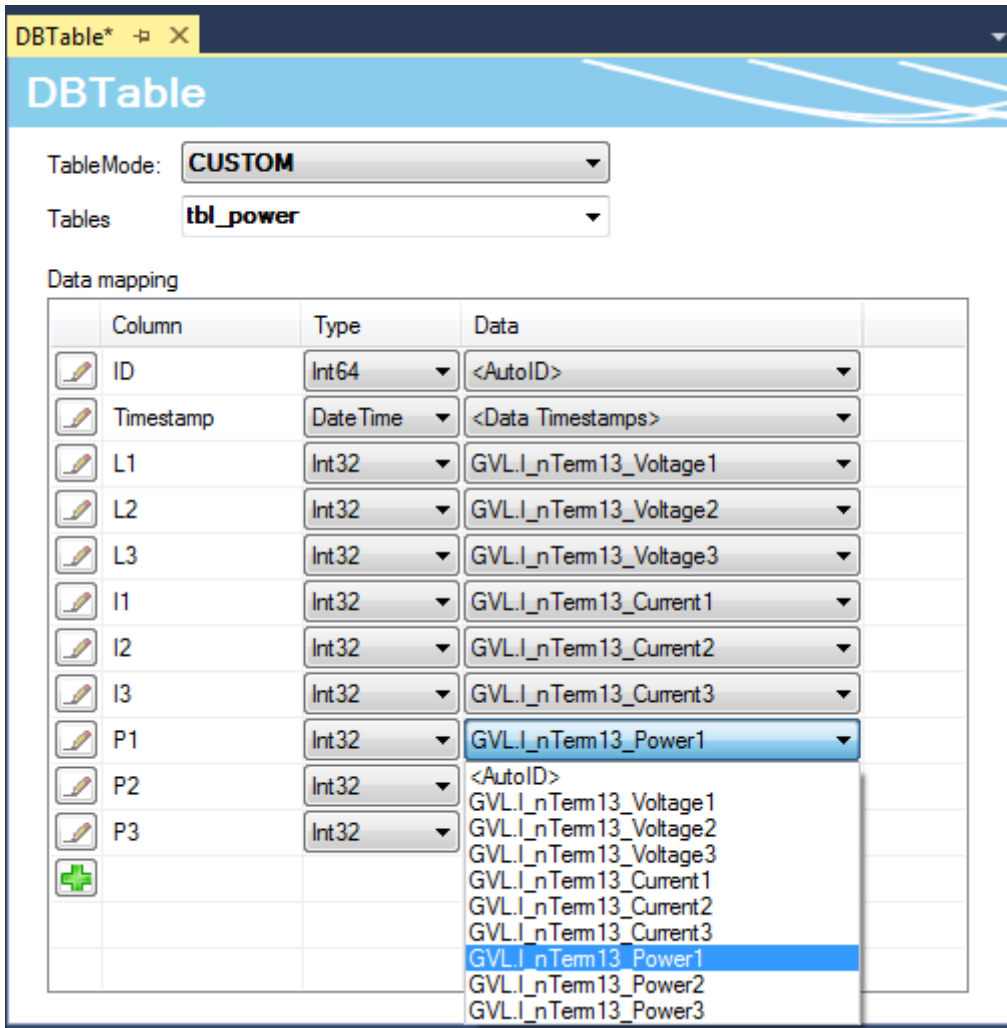 DBTable*
DBTable
TableMode: CUSTOM
Tables tbl_power
Data mapping
Column Type Data
ID Int64 <AutoID>
Timestamp DateTime <Data Timestamps>
L1 Int32 GVL.I_nTerm13_Voltage1
L2 Int32 GVL.I_nTerm13_Voltage2
L3 Int32 GVL.I_nTerm13_Voltage3
I1 Int32 GVL.I_nTerm13_Current1
I2 Int32 GVL.I_nTerm13_Current2
I3 Int32 GVL.I_nTerm13_Current3
P1 Int32 GVL.I_nTerm13_Power1
P2 Int32
P3 Int32
<AutoID>
GVL.I_nTerm13_Voltage1
GVL.I_nTerm13_Voltage2
GVL.I_nTerm13_Voltage3
GVL.I_nTerm13_Current1
GVL.I_nTerm13_Current2
GVL.I_nTerm13_Current3
GVL.I_nTerm13_Power1
GVL.I_nTerm13_Power2
GVL.I_nTerm13_Power3